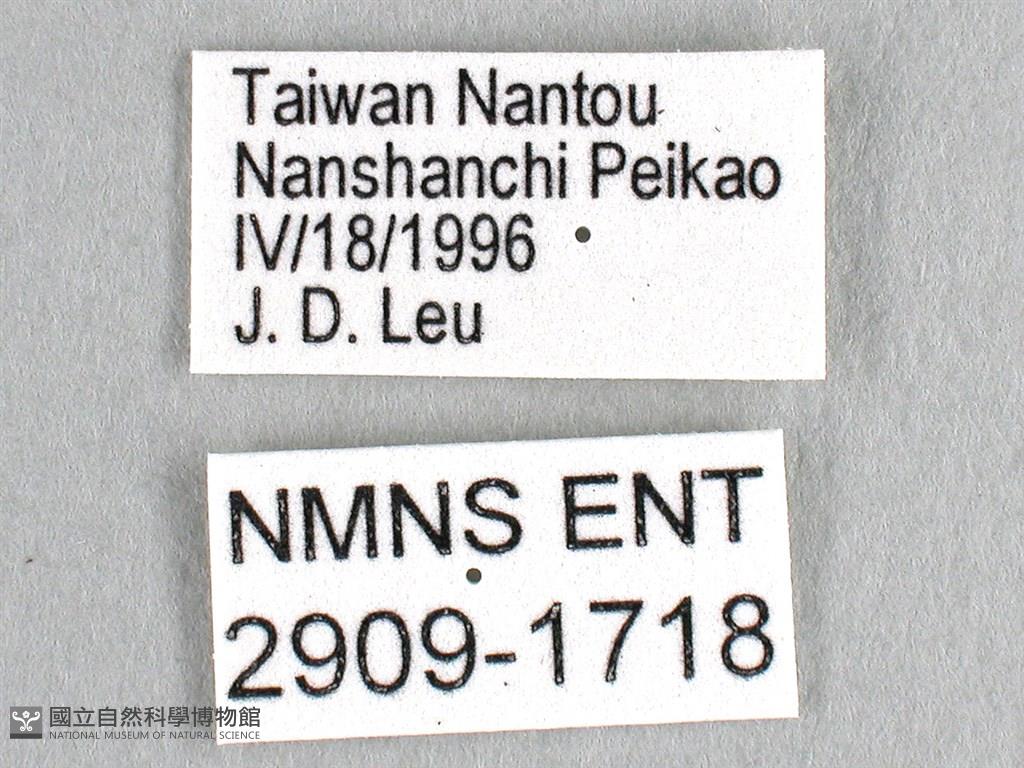 Taiwan Nantou
Nanshanchi Peikao
IV/18/1996
J. D. Leu
NMNS ENT
2909-1718
國立自然科學博物館
NATIONAL MUSEUM OF NATURAL SCIENCE